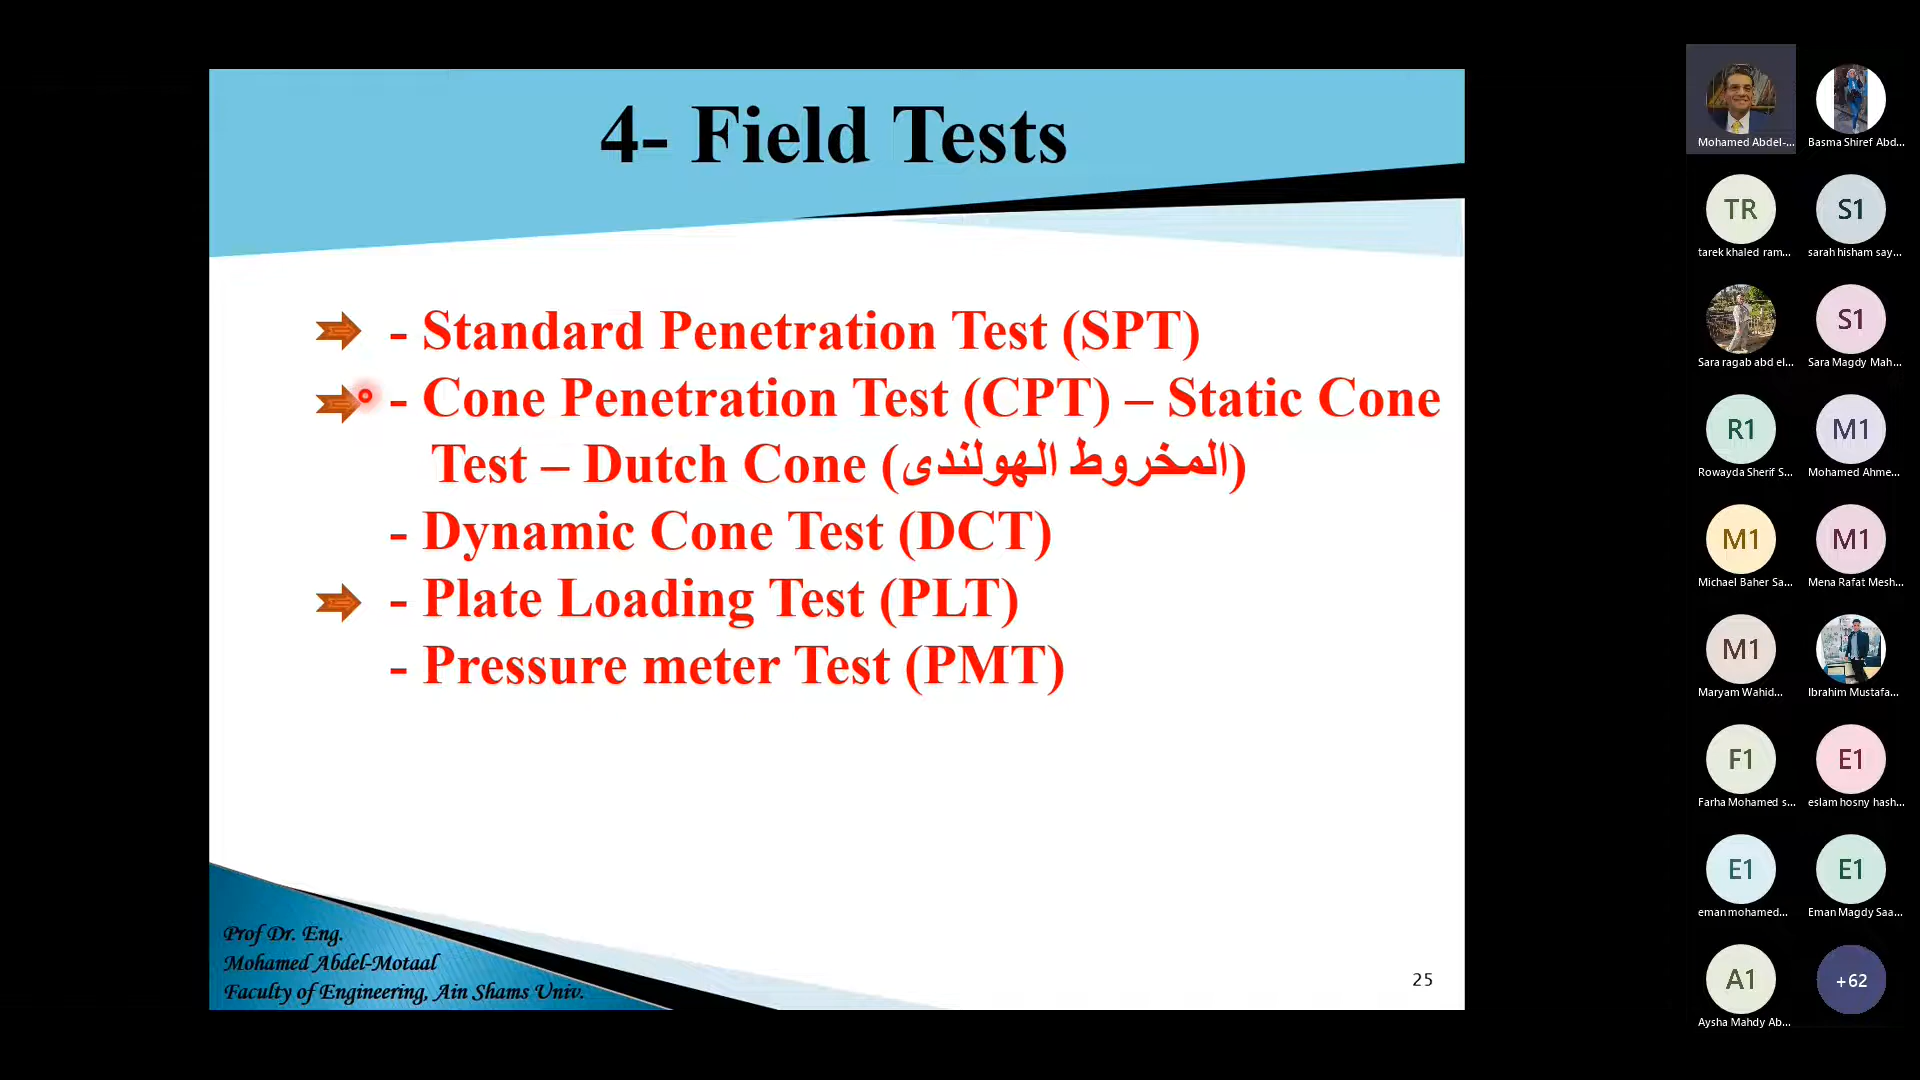 4- Field Tests
- Standard Penetration Test (SPT)
- Cone Penetration Test (CPT) – Static Cone
Test – Dutch Cone (المخروط الهولندى)
- Dynamic Cone Test (DCT)
- Plate Loading Test (PLT)
- Pressure meter Test (PMT)
Prof Dr. Eng.
Mohamed Abdel-Motaal
Faculty of Engineering, Ain Shams Univ.
25
Mohamed Abdel-...
Basma Shiref Abd...
TR
S1
tarek khaled ram...
sarah hisham say...
S1
Sara ragab abd el...
Sara Magdy Mah...
R1
M1
Rowayda Sherif S...
Mohamed Ahme...
M1
M1
Michael Baher Sa...
Mena Rafat Mesh...
M1
Maryam Wahid...
Ibrahim Mustafa...
F1
E1
Farha Mohamed s...
eslam hosny hash...
E1
E1
eman mohamed...
Eman Magdy Saa...
A1
+62
Aysha Mahdy Ab...